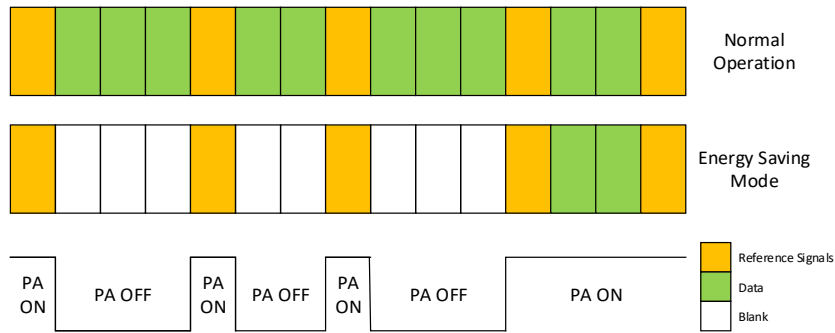 Normal
Operation
Energy Saving
Mode
PA
ON
PA OFF
PA
ON
PA OFF
PA
ON
PA OFF
PA ON
Reference Signals
Data
Blank